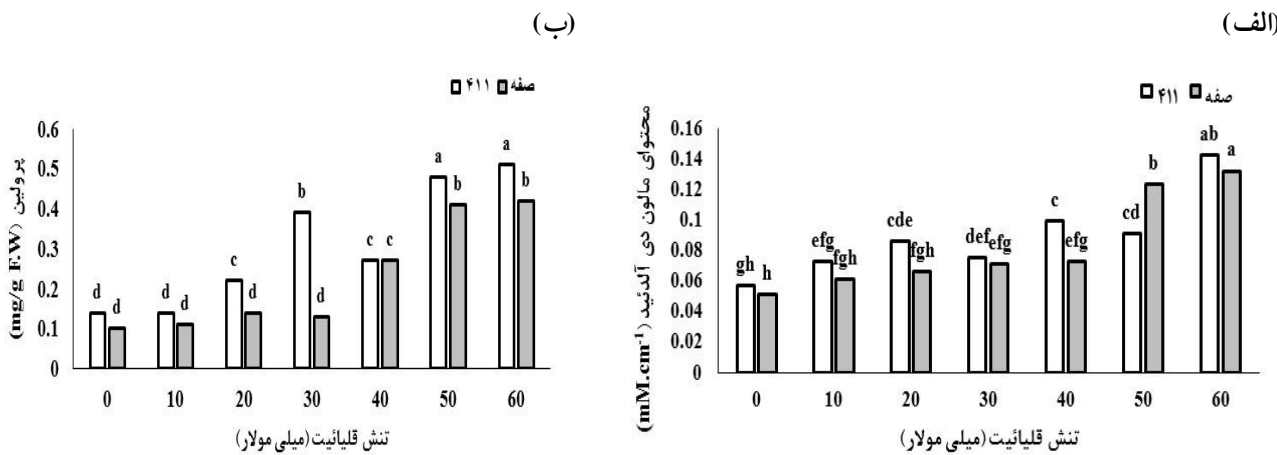 (الف)
۴۱۱ صفه
محتوای مالون دی آلدئید (mM.cm⁻¹)
0.16
0.14
0.12
0.1
0.08
0.06
0.04
0.02
0
gh h efg fgh cde fgh def efg c efg cd b ab a
0 10 20 30 40 50 60
تنش قلیائیت(میلی مولار)
(ب)
۴۱۱ صفه
پرولین (mg/g F.W)
0.6
0.5
0.4
0.3
0.2
0.1
0
d d d d c d b d c c a b a b
0 10 20 30 40 50 60
تنش قلیائیت(میلی مولار)